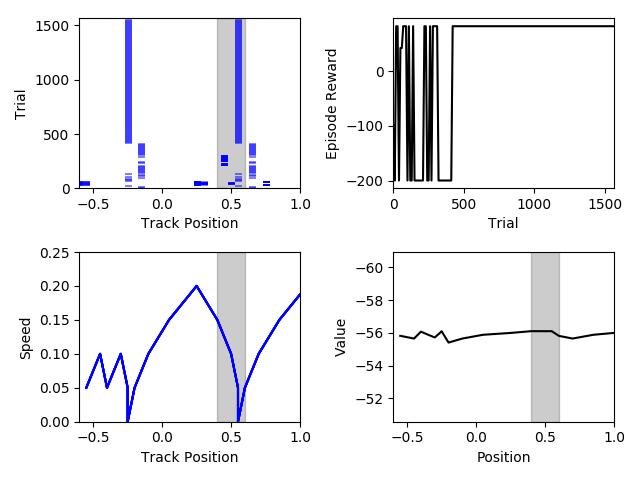 1500
1000
500
0
Trial
−0.5 0.0 0.5 1.0
Track Position
0
−100
−200
Episode Reward
0 500 1000 1500
Trial
0.25
0.20
0.15
0.10
0.05
0.00
Speed
−0.5 0.0 0.5 1.0
Track Position
−60
−58
−56
−54
−52
Value
−0.5 0.0 0.5 1.0
Position